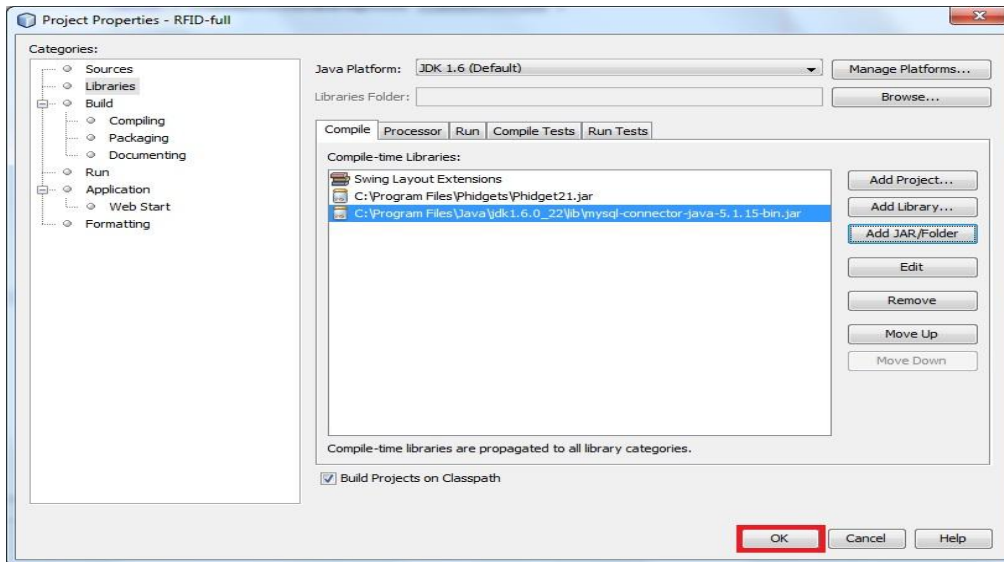 Project Properties - RFID-full
Categories:
Sources
Libraries
Build
Compiling
Packaging
Documenting
Run
Application
Web Start
Formatting
Java Platform: JDK 1.6 (Default) Manage Platforms...
Libraries Folder: Browse...
Compile Processor Run Compile Tests Run Tests
Compile-time Libraries:
Swing Layout Extensions
C:\Program Files\Phidgets\Phidget21.jar
C:\Program Files\Java\jdk1.6.0_22\lib\mysql-connector-java-5.1.15-bin.jar
Add Project...
Add Library...
Add JAR/Folder
Edit
Remove
Move Up
Move Down
Compile-time libraries are propagated to all library categories.
Build Projects on Classpath
OK Cancel Help